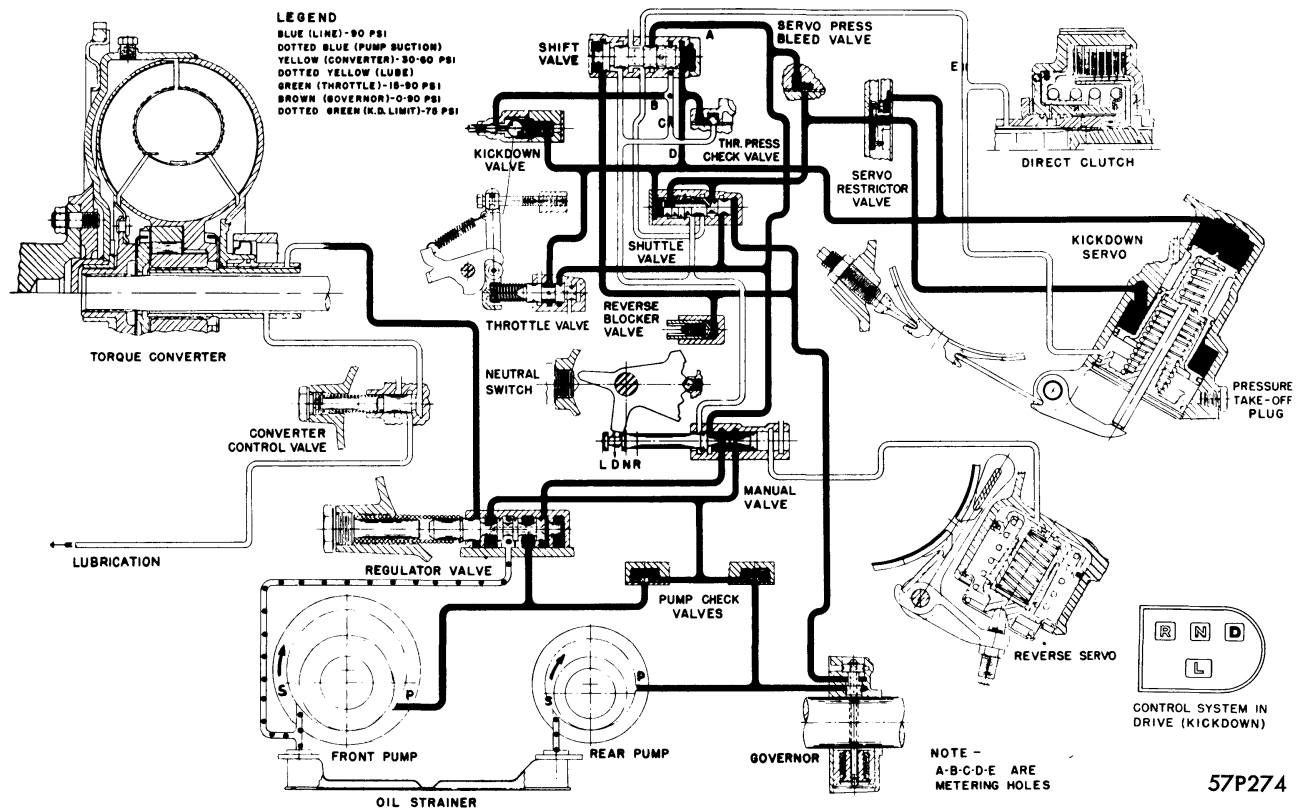 LEGEND
BLUE (LINE)-90 PSI
DOTTED BLUE (PUMP SUCTION)
YELLOW (CONVERTER)-30-60 PSI
DOTTED YELLOW (LUBE)
GREEN (THROTTLE)-15-90 PSI
BROWN (GOVERNOR)-0-90 PSI
DOTTED GREEN (K.D. LIMIT)-75 PSI
SHIFT
VALVE
A
SERVO PRESS
BLEED VALVE
E
DIRECT CLUTCH
B
C
D
KICKDOWN
VALVE
THR. PRESS
CHECK VALVE
SERVO
RESTRICTOR
VALVE
SHUTTLE
VALVE
KICKDOWN
SERVO
THROTTLE VALVE
REVERSE
BLOCKER
VALVE
TORQUE CONVERTER
NEUTRAL
SWITCH
PRESSURE
TAKE-OFF
PLUG
CONVERTER
CONTROL VALVE
L D N R
MANUAL
VALVE
LUBRICATION
REGULATOR VALVE
PUMP CHECK
VALVES
REVERSE SERVO
R N D
L
CONTROL SYSTEM IN
DRIVE (KICKDOWN)
S
P
S
P
FRONT PUMP
REAR PUMP
GOVERNOR
OIL STRAINER
NOTE -
A-B-C-D-E ARE
METERING HOLES
57P274